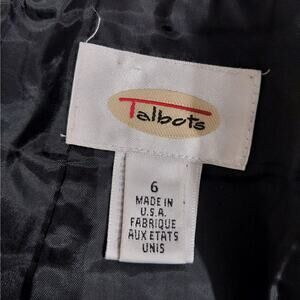 Talbots
6
MADE IN
U.S.A.
FABRIQUE
AUX ETATS
UNIS